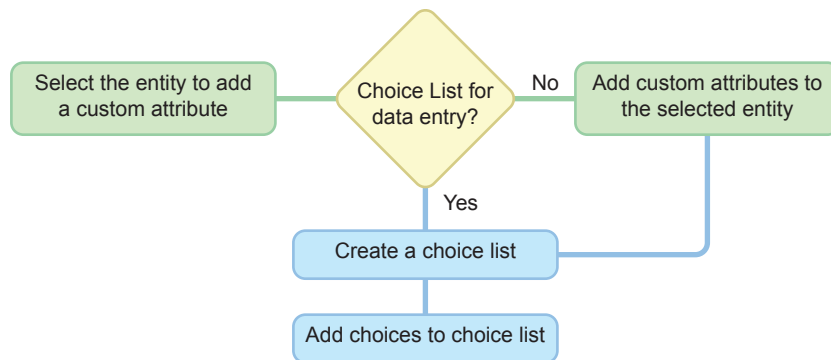 Select the entity to add
a custom attribute
Choice List for
data entry?
No
Add custom attributes to
the selected entity
Yes
Create a choice list
Add choices to choice list